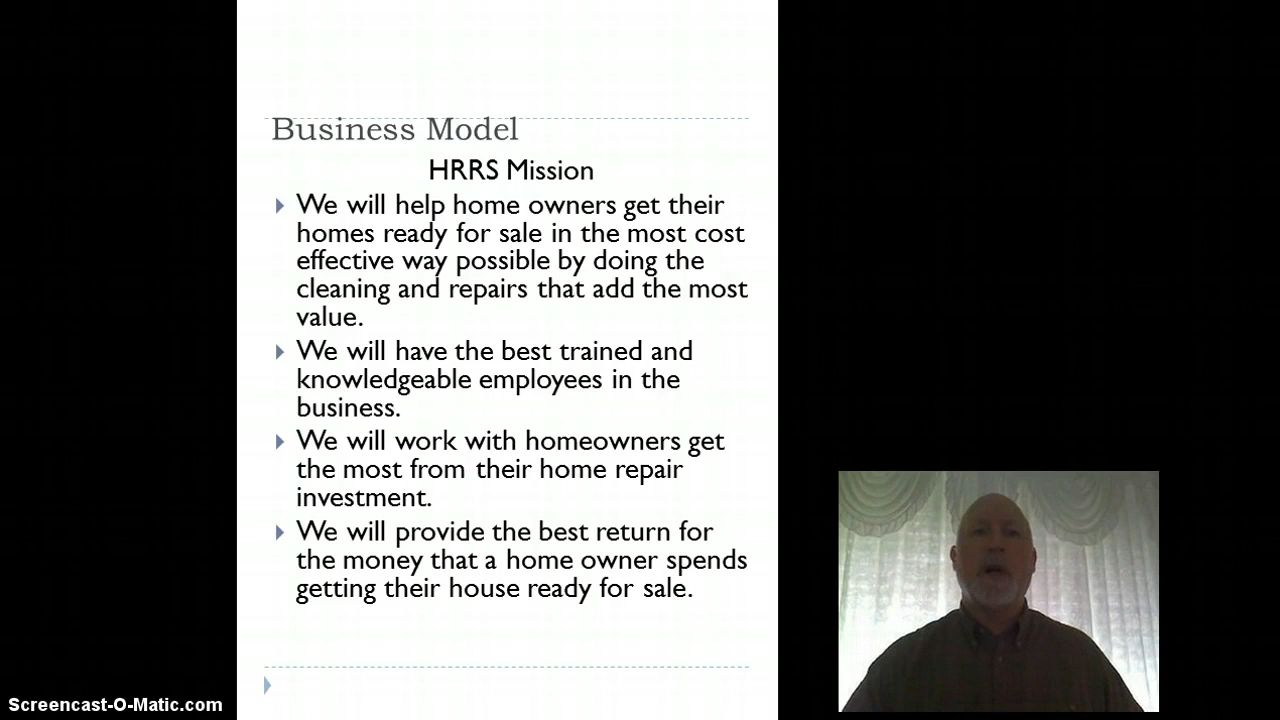 Business Model
HRRS Mission
We will help home owners get their
homes ready for sale in the most cost
effective way possible by doing the
cleaning and repairs that add the most
value.
We will have the best trained and
knowledgeable employees in the
business.
We will work with homeowners get
the most from their home repair
investment.
We will provide the best return for
the money that a home owner spends
getting their house ready for sale.
Screencast-O-Matic.com